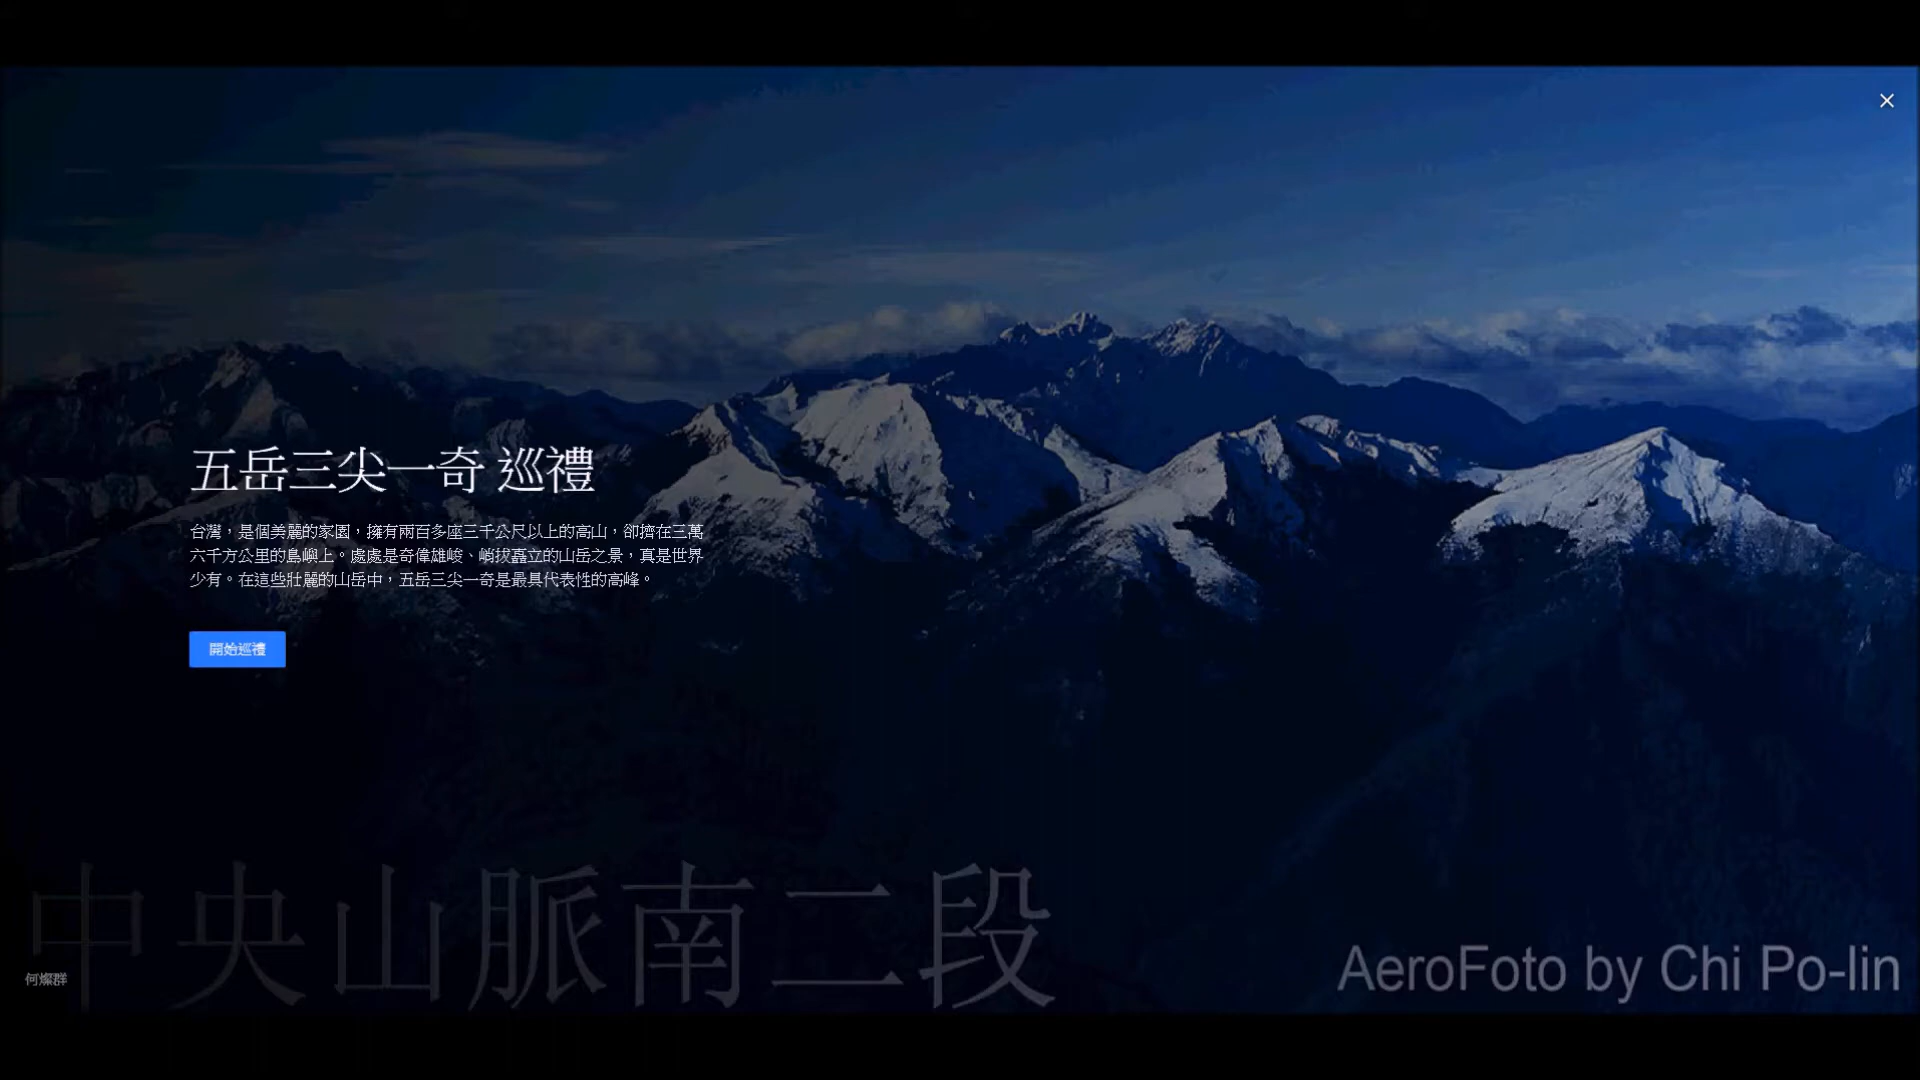 五岳三尖一奇 巡禮
台灣，是個美麗的家園，擁有兩百多座三千公尺以上的高山，卻擠在三萬
六千方公里的島嶼上。處處是奇偉雄峻、峭拔矗立的山岳之景，真是世界
少有。在這些壯麗的山岳中，五岳三尖一奇是最具代表性的高峰。
開始巡禮
中央山脈南二段
何燦群
AeroFoto by Chi Po-lin